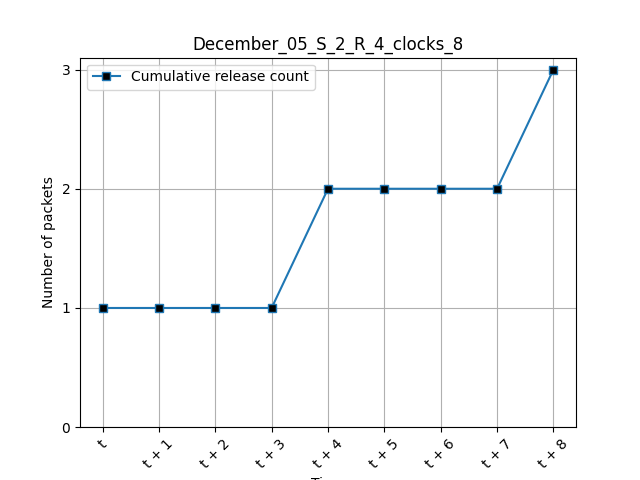 December_05_S_2_R_4_clocks_8
Cumulative release count
Number of packets
3
2
1
0
t
t + 1
t + 2
t + 3
t + 4
t + 5
t + 6
t + 7
t + 8